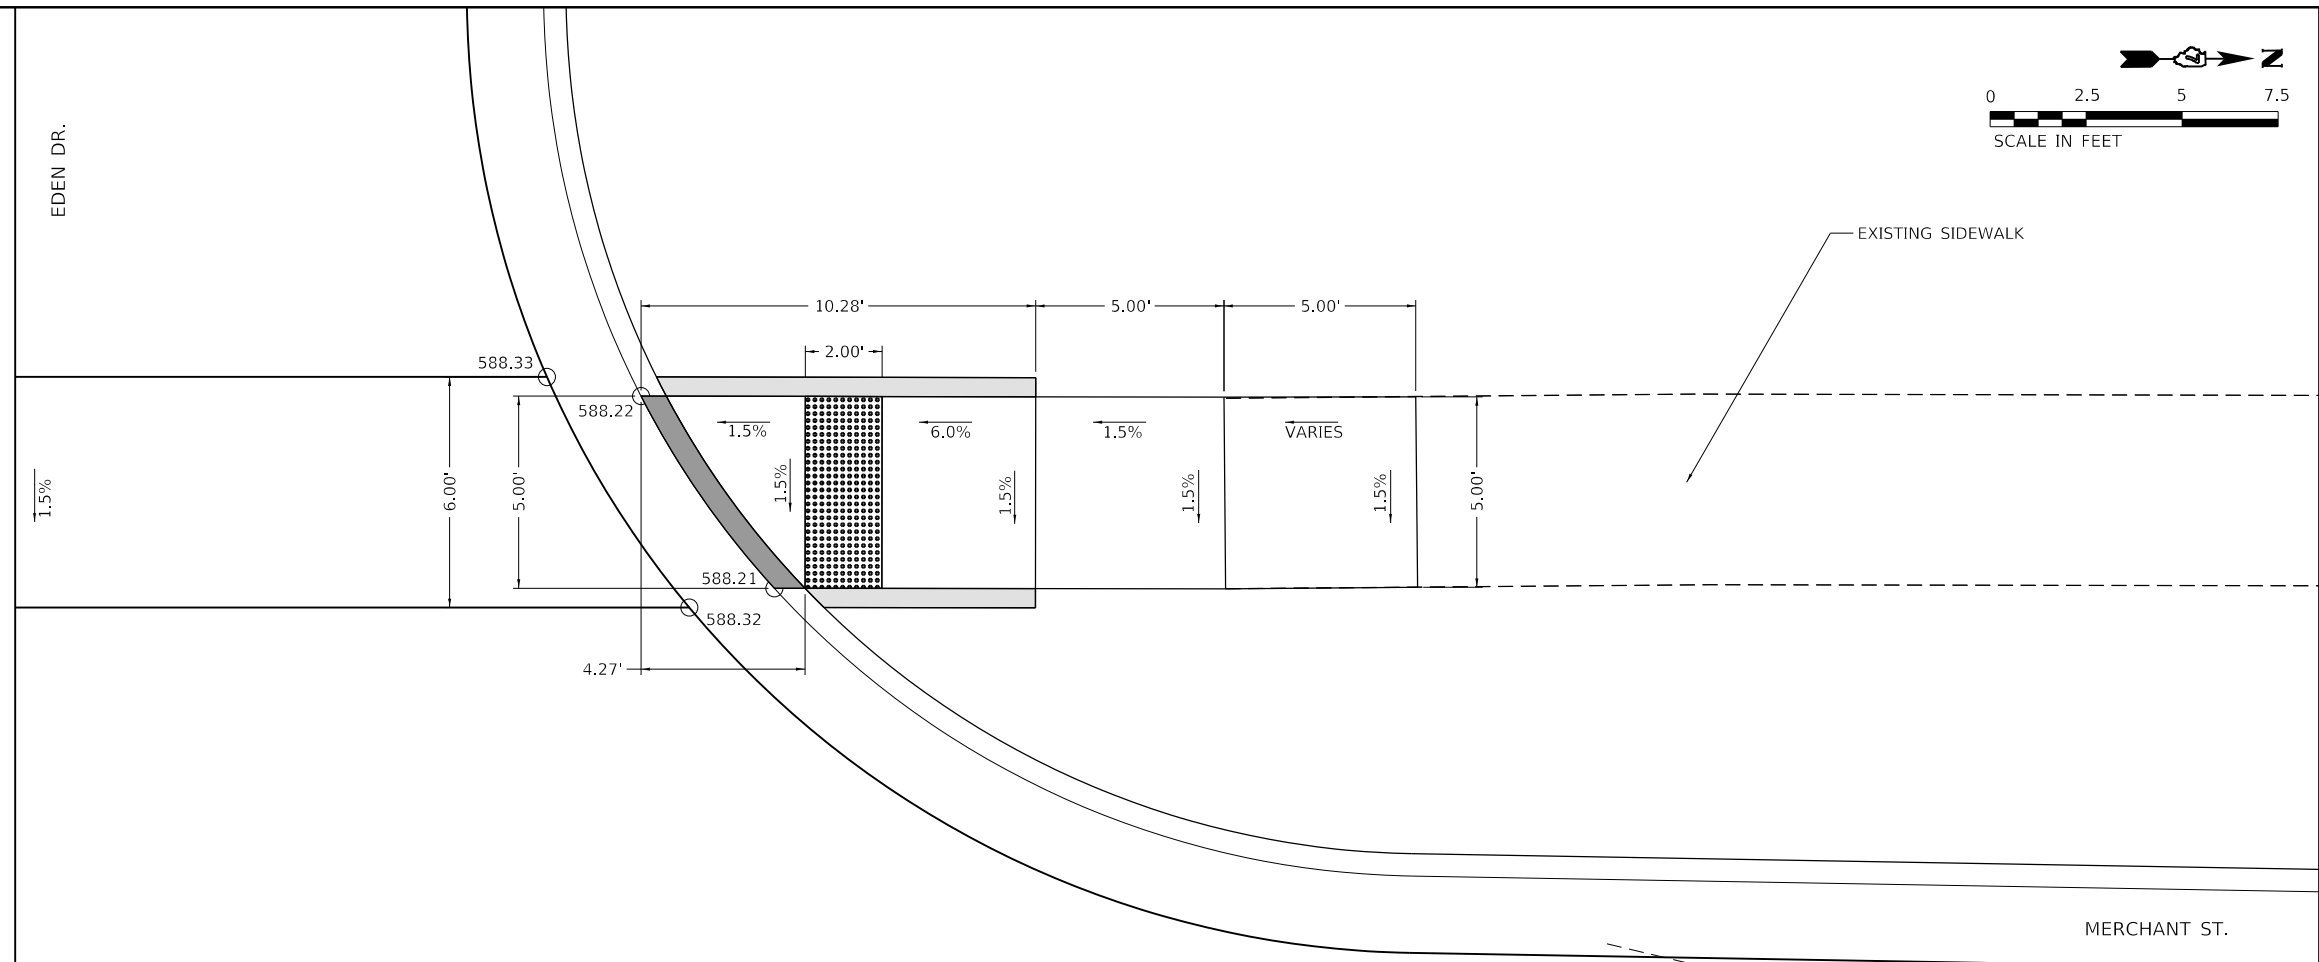 N
0 2.5 5 7.5
SCALE IN FEET
EDEN DR.
EXISTING SIDEWALK
10.28' 5.00' 5.00'
2.00'
588.33
588.22
1.5% 6.0% 1.5% VARIES
1.5% 6.00' 5.00' 1.5% 1.5% 1.5% 1.5% 5.00'
588.21
588.32
4.27'
MERCHANT ST.